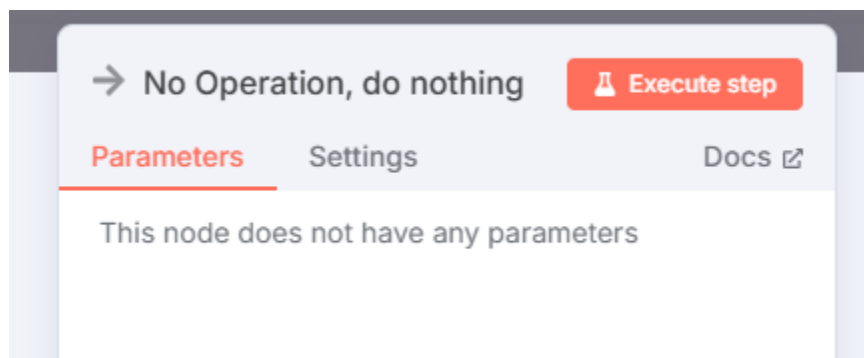 No Operation, do nothing
Execute step
Parameters
Settings
Docs
This node does not have any parameters